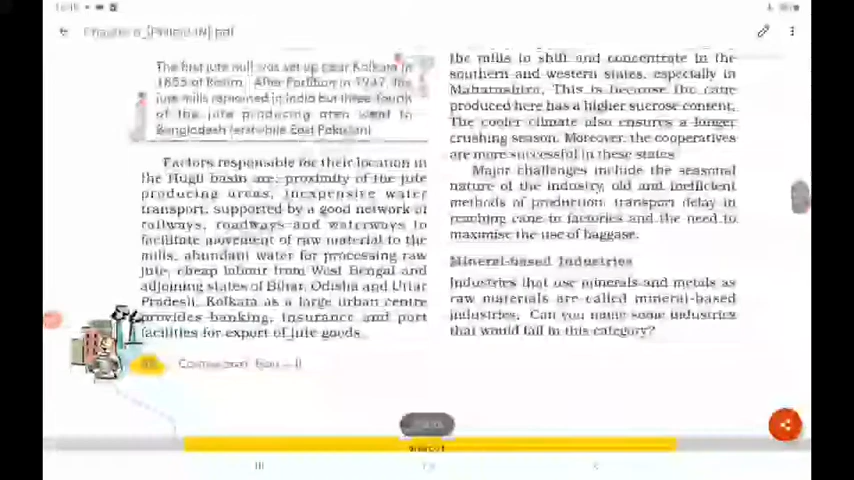 The first jute mill was set up near Kolkata in
1855 at Rishra. After Partition in 1947, the
jute mills remained in India but three-fourth
of the jute producing area went to
Bangladesh (erstwhile East Pakistan)
Factors responsible for their location in
the Hugli basin are: proximity of the jute
producing areas, inexpensive water
transport, supported by a good network of
railways, roadways and waterways to
facilitate movement of raw material to the
mills, abundant water for processing raw
jute, cheap labour from West Bengal and
adjoining states of Bihar, Odisha and Uttar
Pradesh. Kolkata as a large urban centre
provides banking, insurance and port
facilities for export of jute goods.
the mills to shift and concentrate in the
southern and western states, especially in
Maharashtra. This is because the cane
produced here has a higher sucrose content.
The cooler climate also ensures a longer
crushing season. Moreover, the cooperatives
are more successful in these states.
Major challenges include the seasonal
nature of the industry, old and inefficient
methods of production, transport delay in
reaching cane to factories and the need to
maximise the use of baggase.
Mineral-based Industries
Industries that use minerals and metals as
raw materials are called mineral-based
industries. Can you name some industries
that would fall in this category?